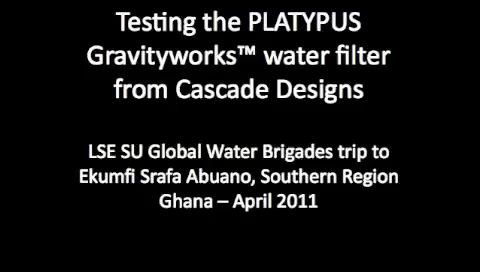 Testing the PLATYPUS
Gravityworks™ water filter
from Cascade Designs
LSE SU Global Water Brigades trip to
Ekumfi Srafa Abuano, Southern Region
Ghana – April 2011